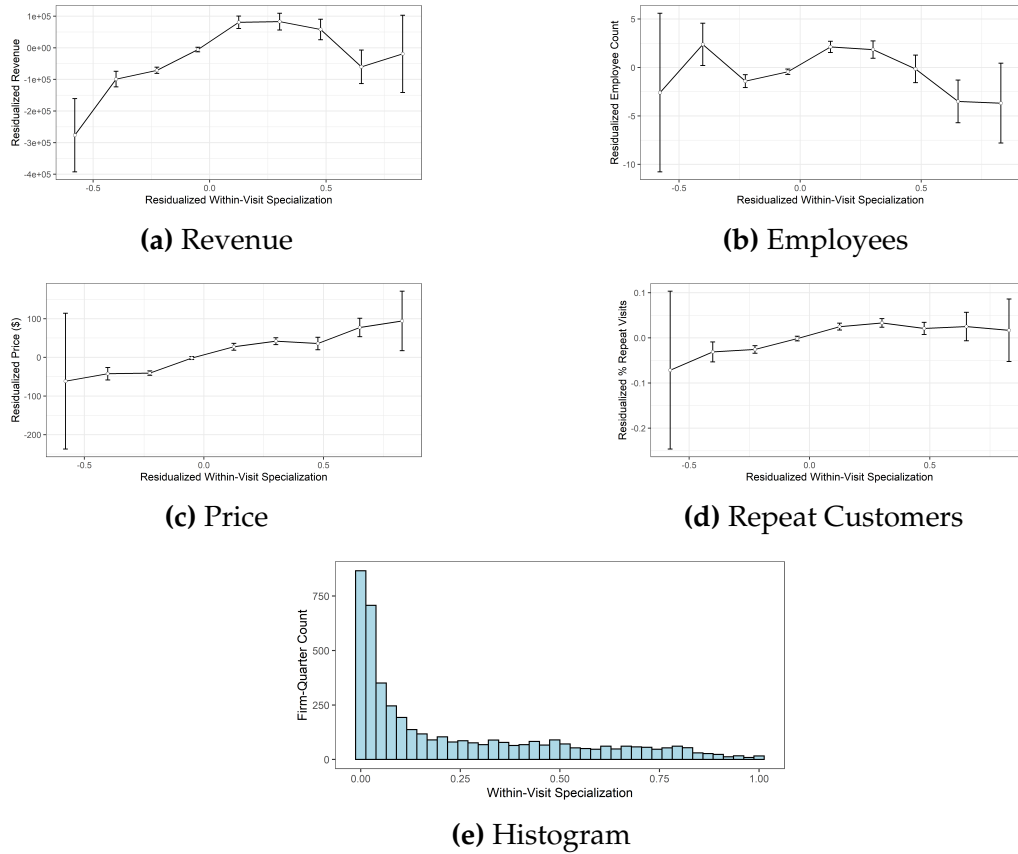 1e+05
0e+00
-1e+05
-2e+05
-3e+05
-4e+05
Residualized Revenue
-0.5 0.0 0.5
Residualized Within-Visit Specialization
(a) Revenue
5
0
-5
-10
Residualized Employee Count
-0.5 0.0 0.5
Residualized Within-Visit Specialization
(b) Employees
100
0
-100
-200
Residualized Price ($)
-0.5 0.0 0.5
Residualized Within-Visit Specialization
(c) Price
0.1
0.0
-0.1
-0.2
Residualized % Repeat Visits
-0.5 0.0 0.5
Residualized Within-Visit Specialization
(d) Repeat Customers
750
500
250
0
Firm-Quarter Count
0.00 0.25 0.50 0.75 1.00
Within-Visit Specialization
(e) Histogram